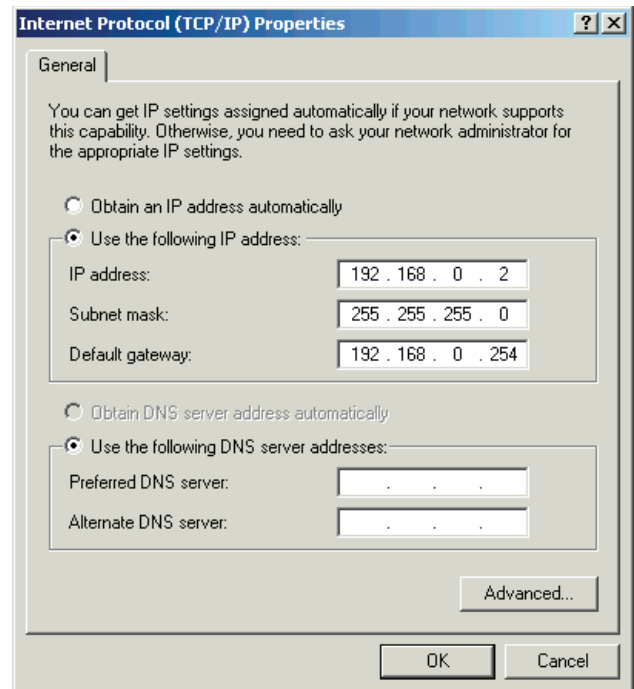 Internet Protocol (TCP/IP) Properties
General
You can get IP settings assigned automatically if your network supports
this capability. Otherwise, you need to ask your network administrator for
the appropriate IP settings.
Obtain an IP address automatically
Use the following IP address:
IP address: 192 . 168 . 0 . 2
Subnet mask: 255 . 255 . 255 . 0
Default gateway: 192 . 168 . 0 . 254
Obtain DNS server address automatically
Use the following DNS server addresses:
Preferred DNS server: . . .
Alternate DNS server: . . .
Advanced...
OK Cancel